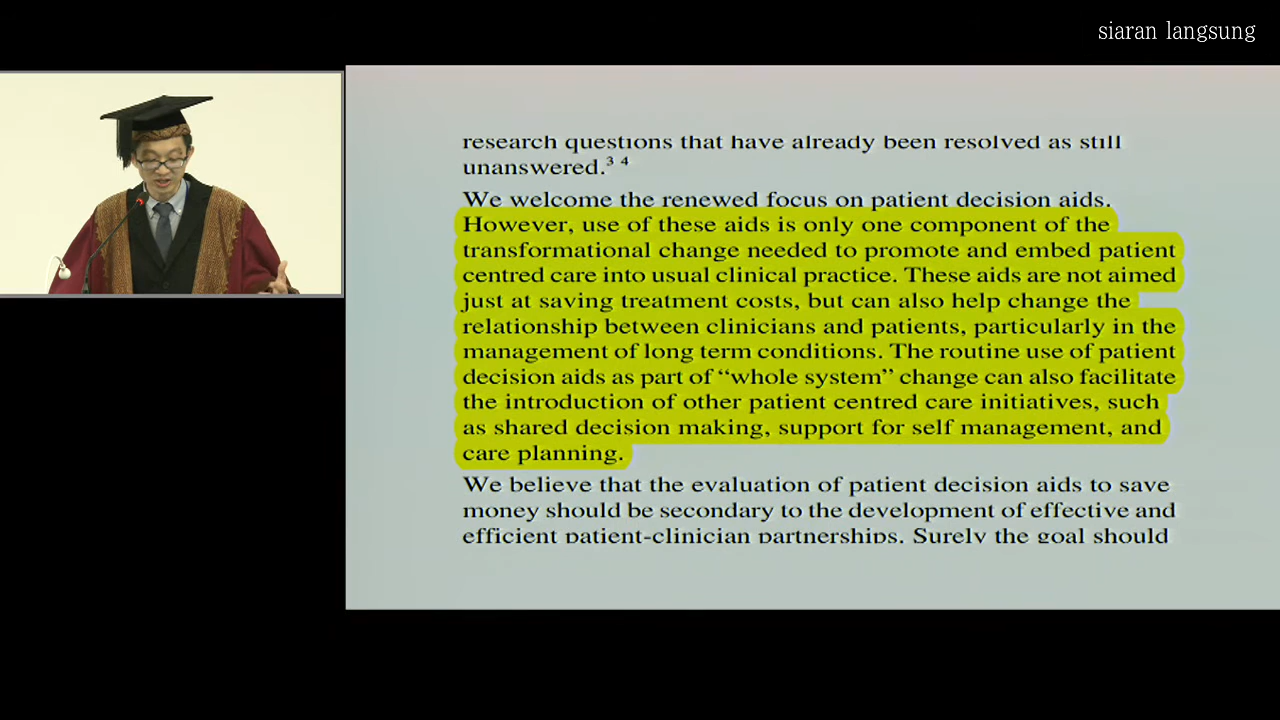 siaran langsung
research questions that have already been resolved as still
unanswered.³ ⁴
We welcome the renewed focus on patient decision aids.
However, use of these aids is only one component of the
transformational change needed to promote and embed patient
centred care into usual clinical practice. These aids are not aimed
just at saving treatment costs, but can also help change the
relationship between clinicians and patients, particularly in the
management of long term conditions. The routine use of patient
decision aids as part of “whole system” change can also facilitate
the introduction of other patient centred care initiatives, such
as shared decision making, support for self management, and
care planning.
We believe that the evaluation of patient decision aids to save
money should be secondary to the development of effective and
efficient patient-clinician partnerships. Surely the goal should